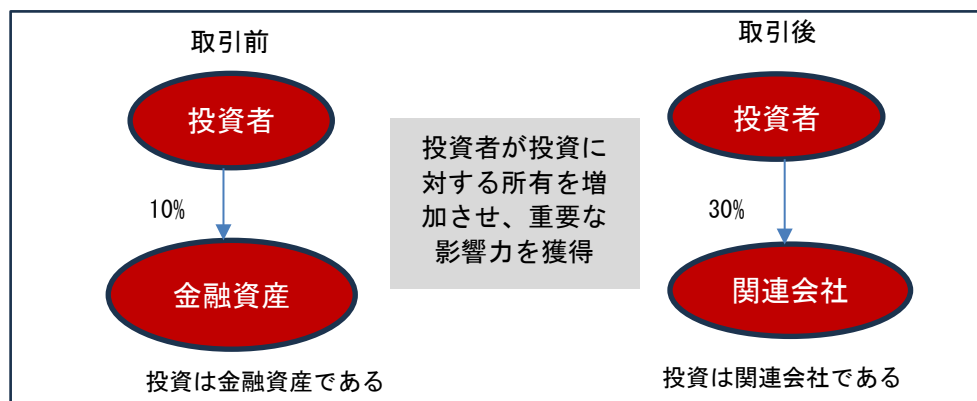 取引前
投資者
10%
金融資産
投資は金融資産である
投資者が投資に
対する所有を増
加させ、重要な
影響力を獲得
取引後
投資者
30%
関連会社
投資は関連会社である